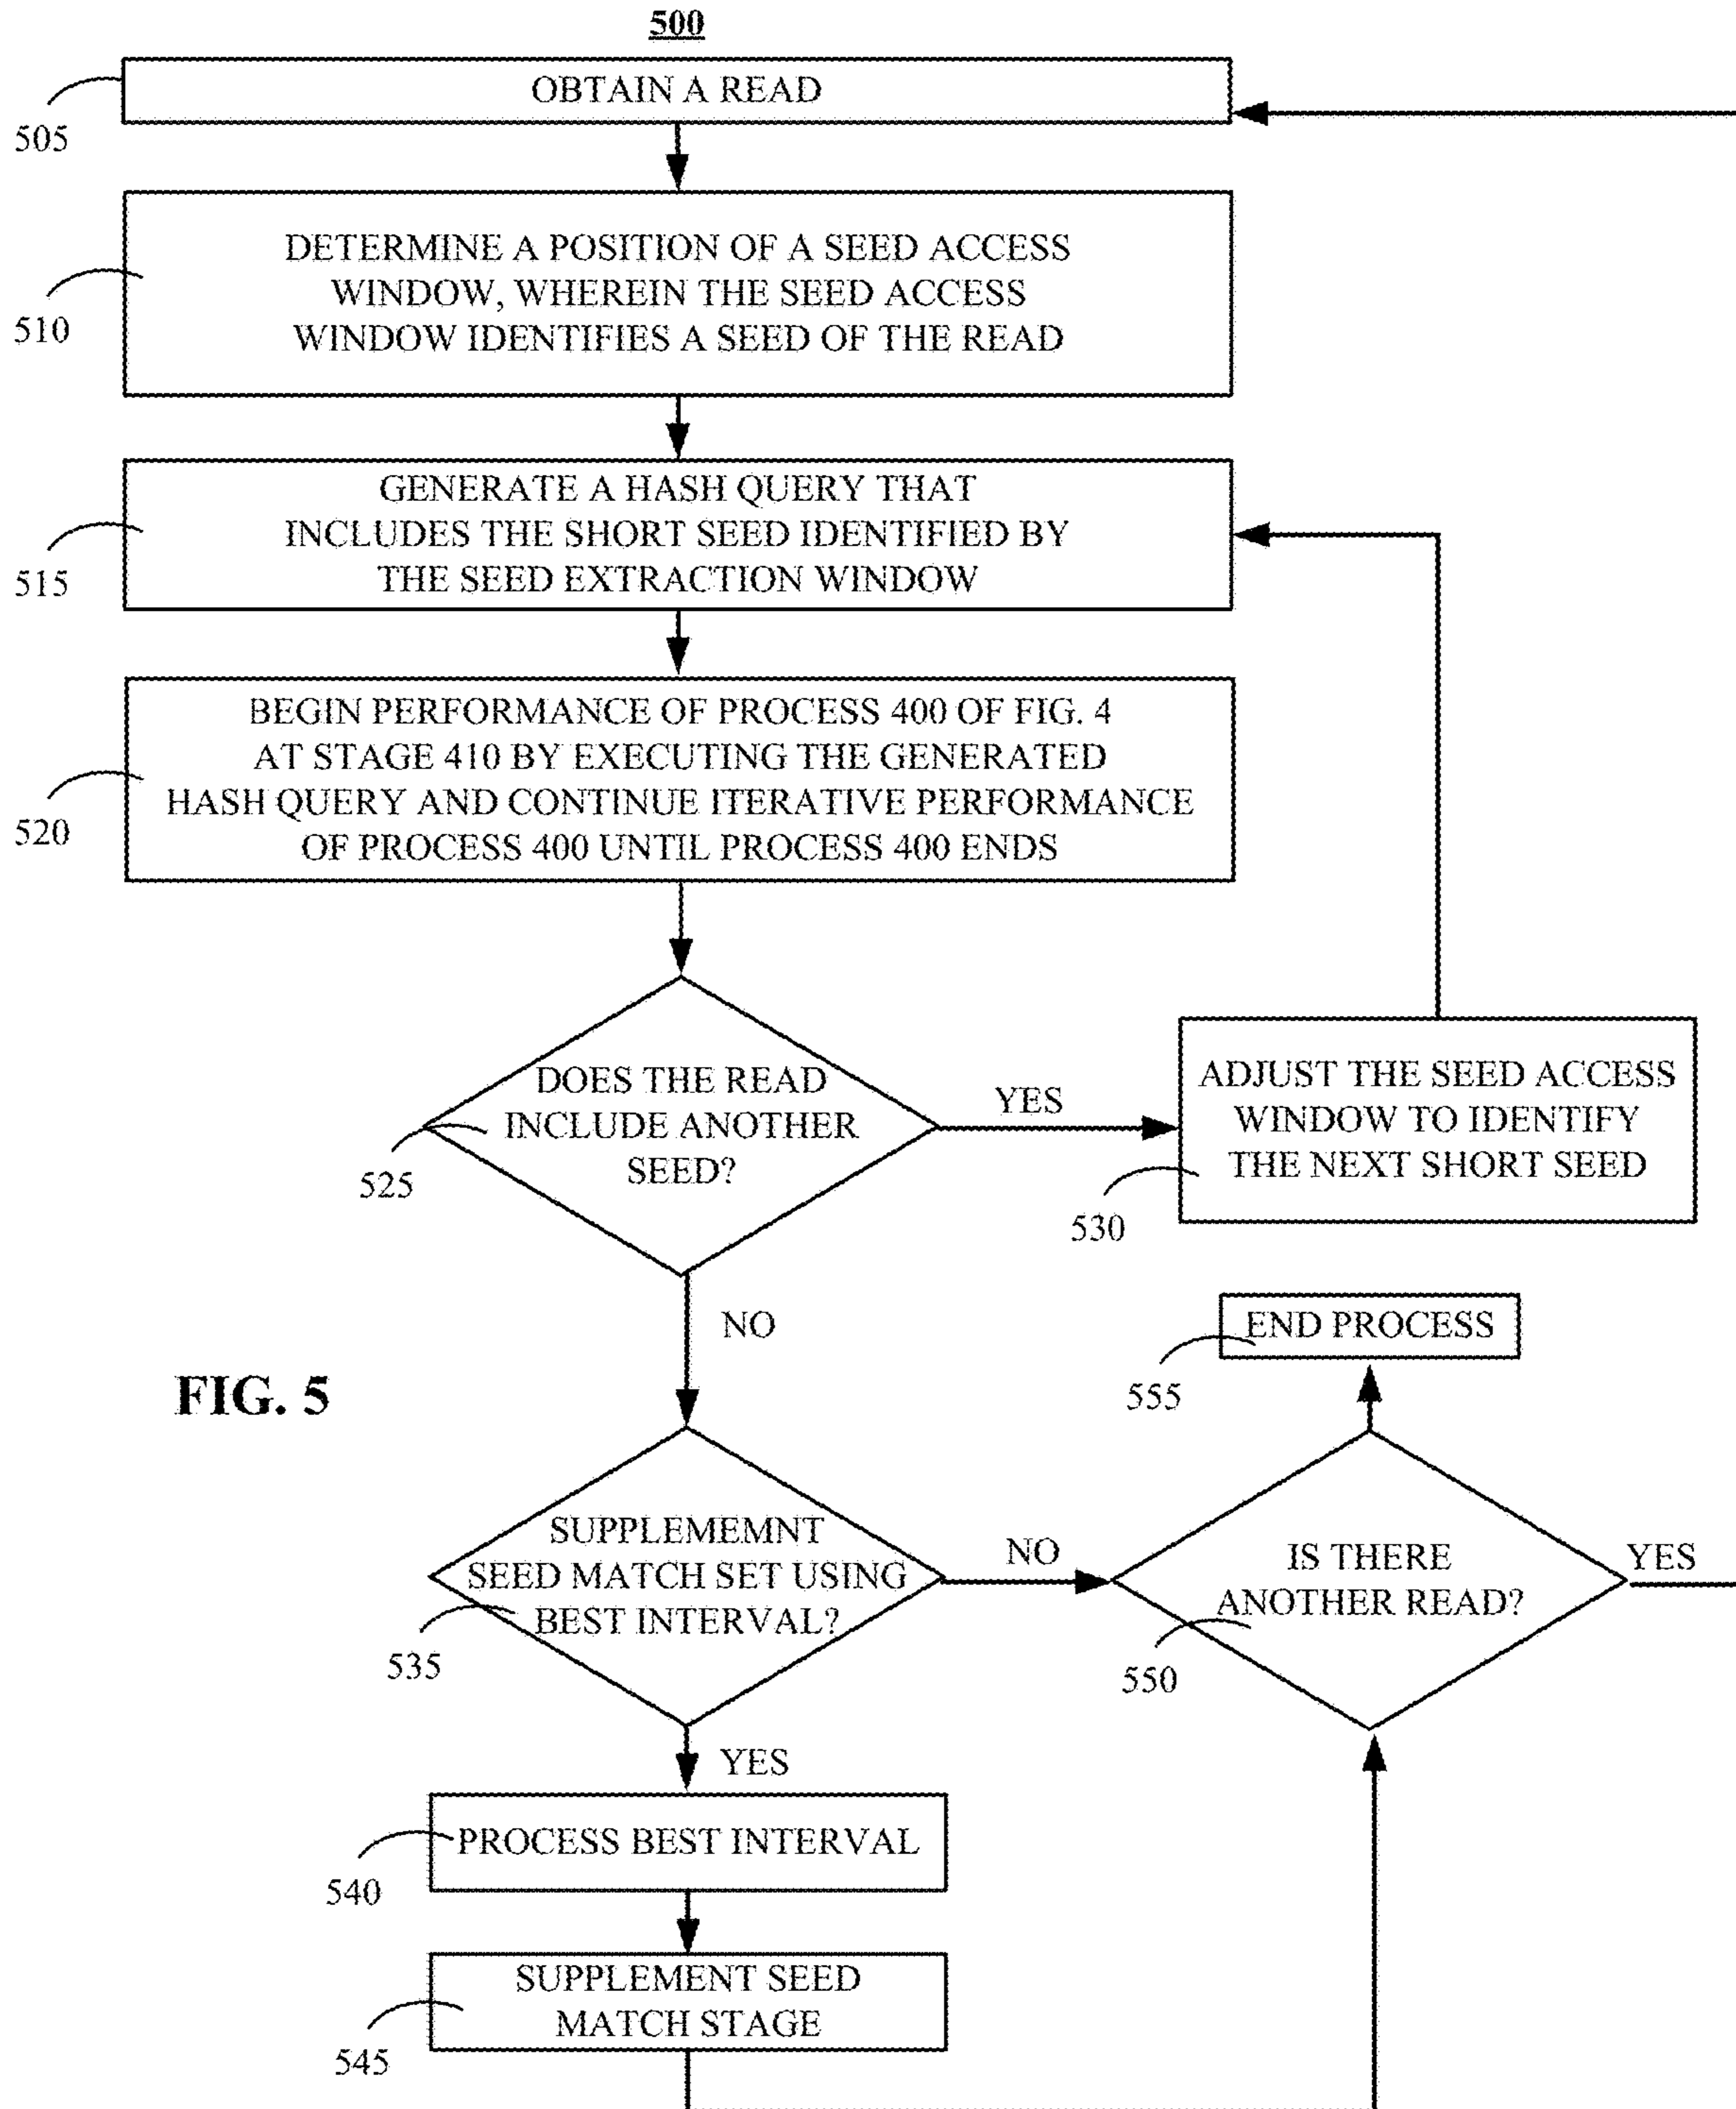 500
OBTAIN A READ
505
DETERMINE A POSITION OF A SEED ACCESS
WINDOW, WHEREIN THE SEED ACCESS
WINDOW IDENTIFIES A SEED OF THE READ
510
GENERATE A HASH QUERY THAT
INCLUDES THE SHORT SEED IDENTIFIED BY
THE SEED EXTRACTION WINDOW
515
BEGIN PERFORMANCE OF PROCESS 400 OF FIG. 4
AT STAGE 410 BY EXECUTING THE GENERATED
HASH QUERY AND CONTINUE ITERATIVE PERFORMANCE
OF PROCESS 400 UNTIL PROCESS 400 ENDS
520
DOES THE READ
INCLUDE ANOTHER
SEED?
525
YES
ADJUST THE SEED ACCESS
WINDOW TO IDENTIFY
THE NEXT SHORT SEED
530
NO
END PROCESS
555
FIG. 5
SUPPLEMEMNT
SEED MATCH SET USING
BEST INTERVAL?
535
NO
IS THERE
ANOTHER READ?
550
YES
YES
PROCESS BEST INTERVAL
540
SUPPLEMENT SEED
MATCH STAGE
545